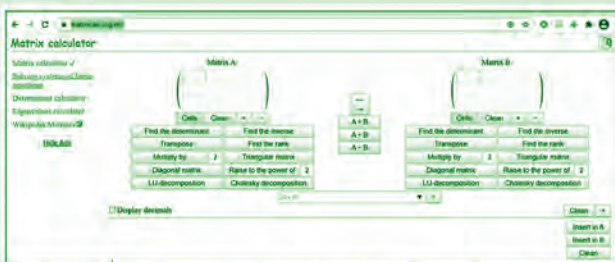 Matrix calculator
Matrix calculator
Determinant calculator
Eigenvalues calculator
Wikipedia:Matrices
Hide Ads
Matrix A:
Matrix B:
Cells Clean + −
Cells Clean + −
Find the determinant Find the inverse
Transpose Find the rank
Multiply by 2 Triangular matrix
Diagonal matrix Raise to the power of 2
LU-decomposition Cholesky decomposition
A + B
A − B
Find the determinant Find the inverse
Transpose Find the rank
Multiply by 2 Triangular matrix
Diagonal matrix Raise to the power of 2
LU-decomposition Cholesky decomposition
Display decimals
Clean
Insert in A
Insert in B
Clean